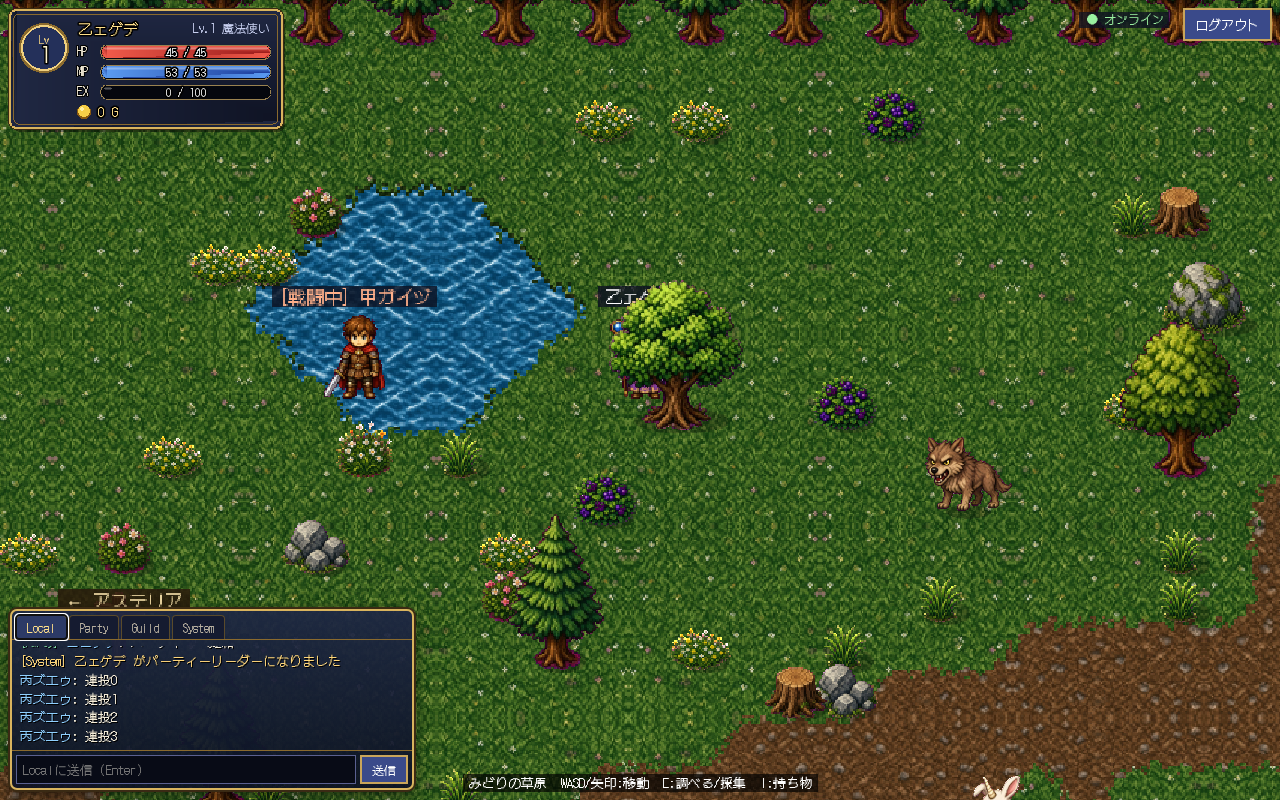 Lv
1
乙ェゲデ
Lv.1 魔法使い
HP
45 / 45
MP
53 / 53
EX
0 / 100
0 G
オンライン
ログアウト
[戦闘中] 甲ガイヅ
乙ェ
← アステリア
Local
Party
Guild
System
[System] 乙ェゲデ がパーティーリーダーになりました
丙ズエゥ: 連投0
丙ズエゥ: 連投1
丙ズエゥ: 連投2
丙ズエゥ: 連投3
Localに送信 (Enter)
送信
みどりの草原 WASD/矢印:移動 E:調べる/採集 I:持ち物